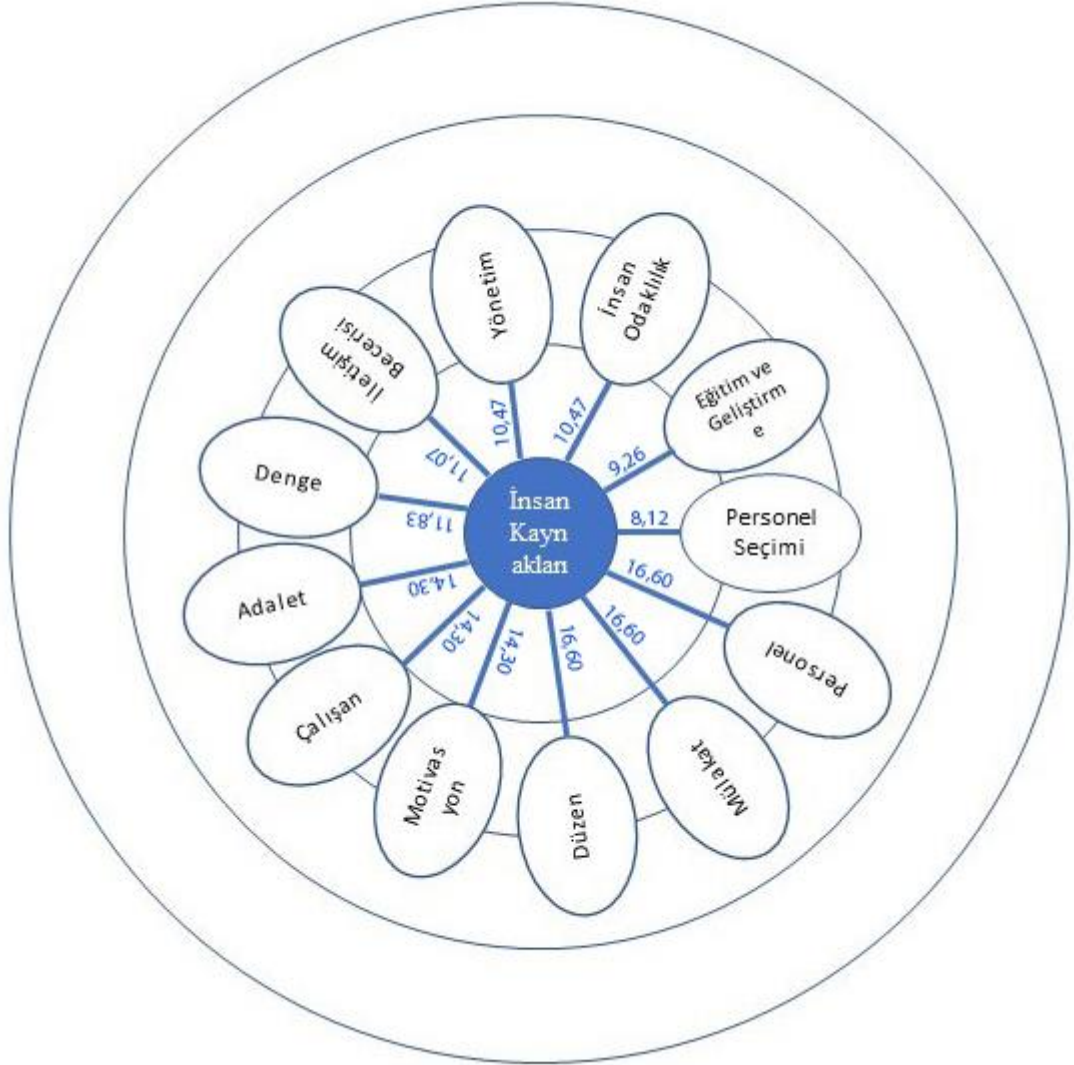 İnsan
Kayn
akları
Personel
Seçimi
8,12
Eğitim ve
Geliştirm
e
9,26
İnsan
Odaklılık
10,47
Yönetim
10,47
İletişim
Becerisi
11,07
Denge
11,83
Adalet
14,30
Çalışan
14,30
Motivas
yon
14,30
Düzen
16,60
Mülakat
16,60
Personel
16,60